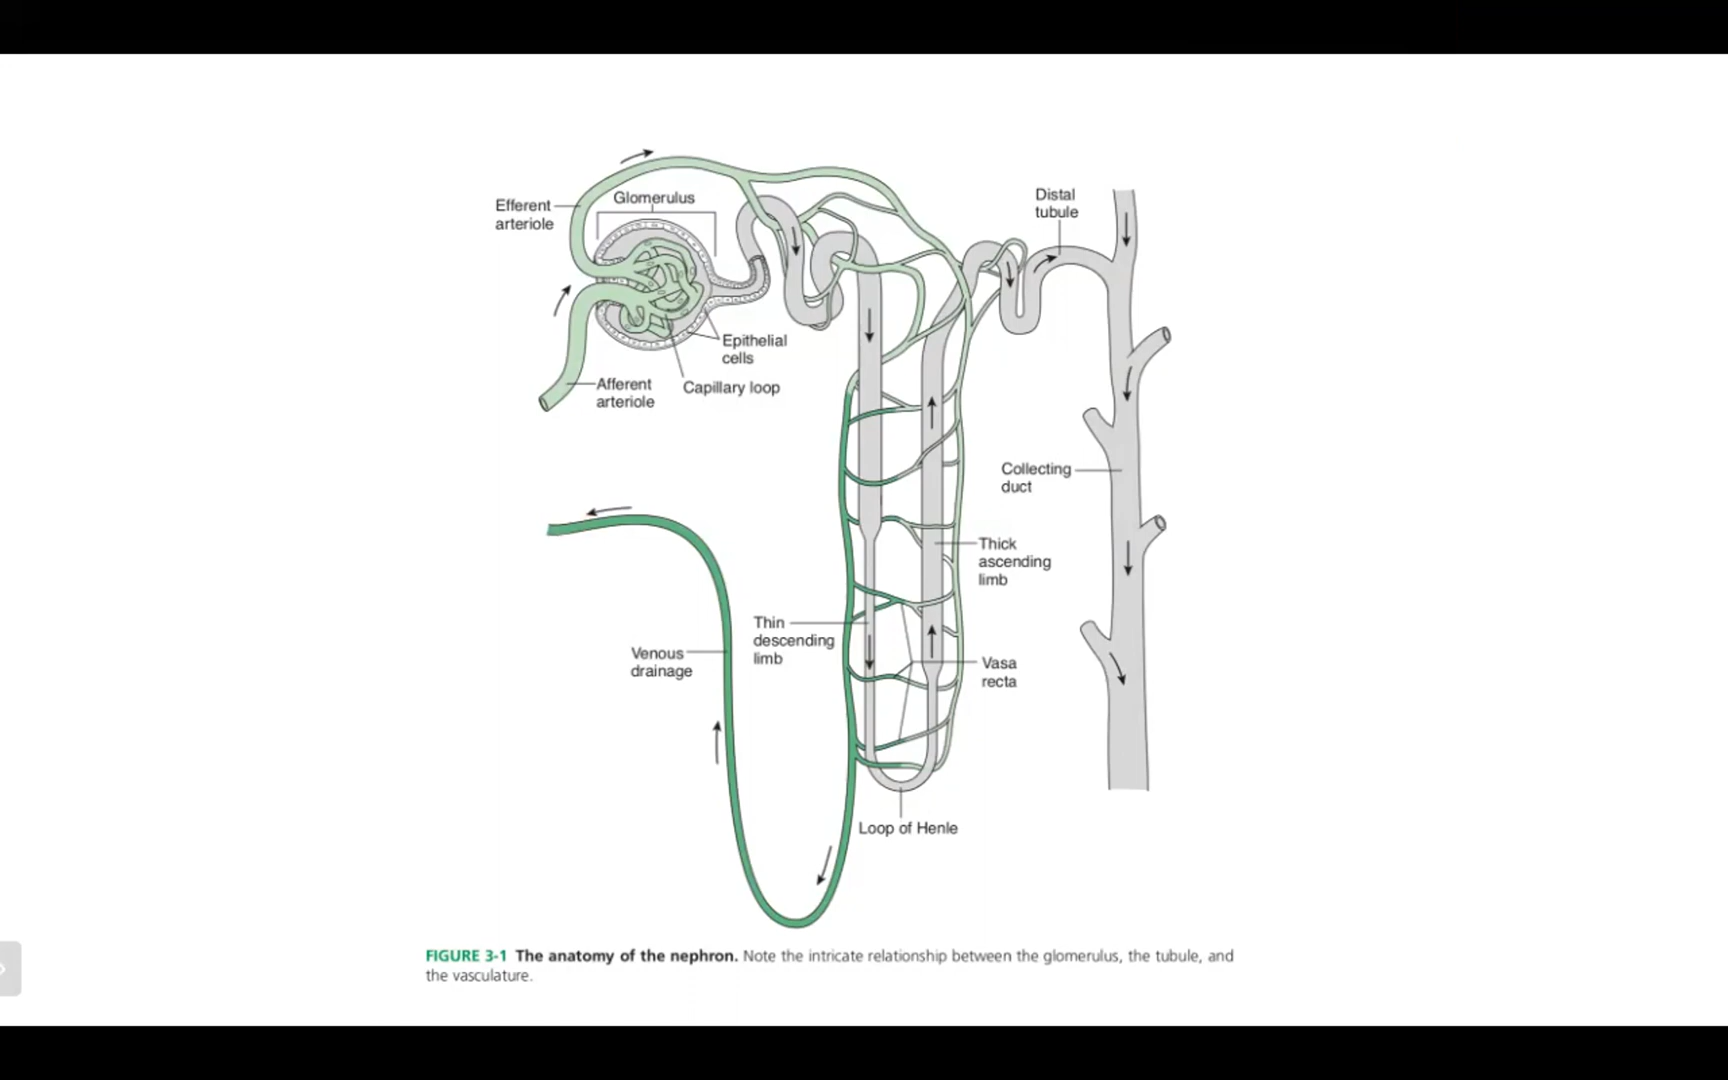 Efferent
arteriole
Glomerulus
Distal
tubule
Epithelial
cells
Afferent
arteriole
Capillary loop
Collecting
duct
Thick
ascending
limb
Thin
descending
limb
Venous
drainage
Vasa
recta
Loop of Henle
FIGURE 3-1 The anatomy of the nephron. Note the intricate relationship between the glomerulus, the tubule, and
the vasculature.